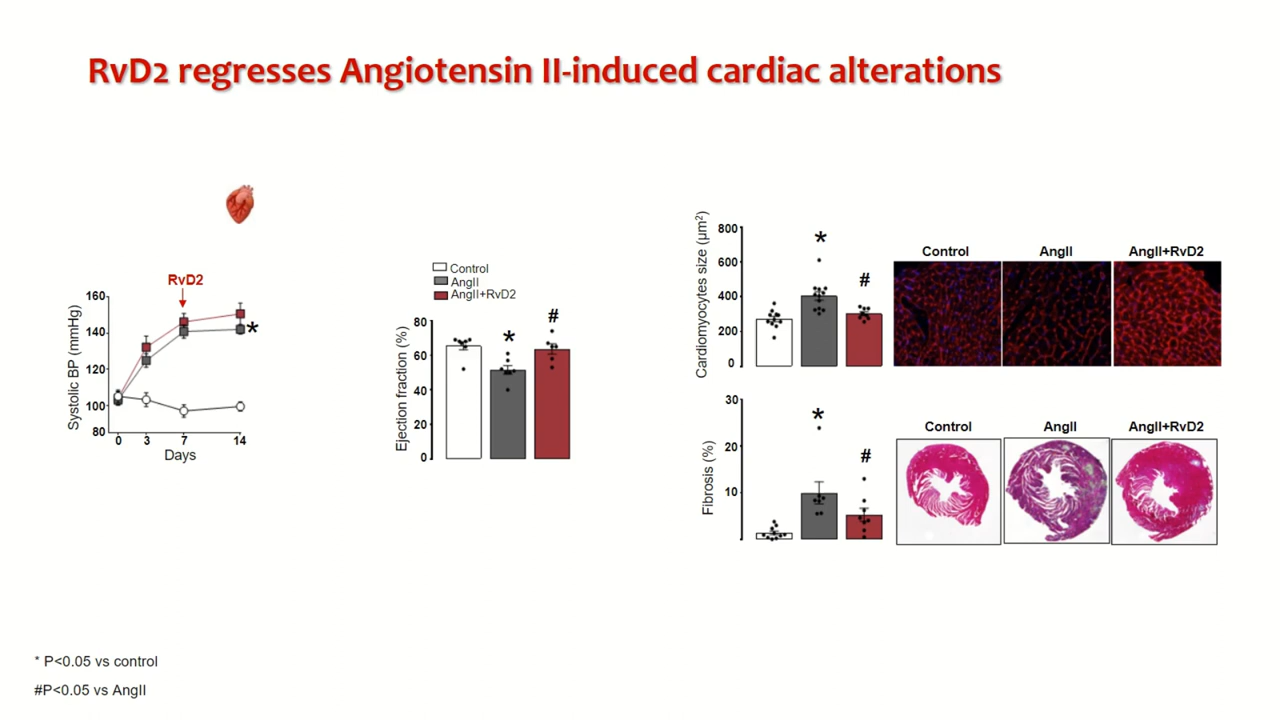 RvD2 regresses Angiotensin II-induced cardiac alterations
RvD2
Systolic BP (mmHg)
160
140
120
100
80
0 3 7 14
Days
Control
AngII
AngII+RvD2
Ejection fraction (%)
80
60
40
20
0
*
*
#
Cardiomyocytes size (µm²)
800
600
400
200
0
*
#
Control AngII AngII+RvD2
Fibrosis (%)
30
20
10
*
#
Control AngII AngII+RvD2
* P<0.05 vs control
#P<0.05 vs AngII